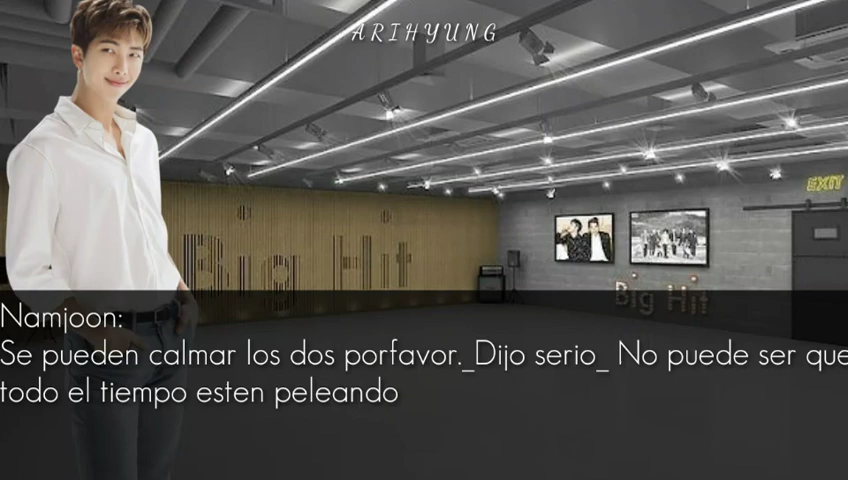 ARIHYUNG
EXIT
Big Hit
Big Hit
Namjoon:
Se pueden calmar los dos porfavor._Dijo serio_ No puede ser que
todo el tiempo esten peleando